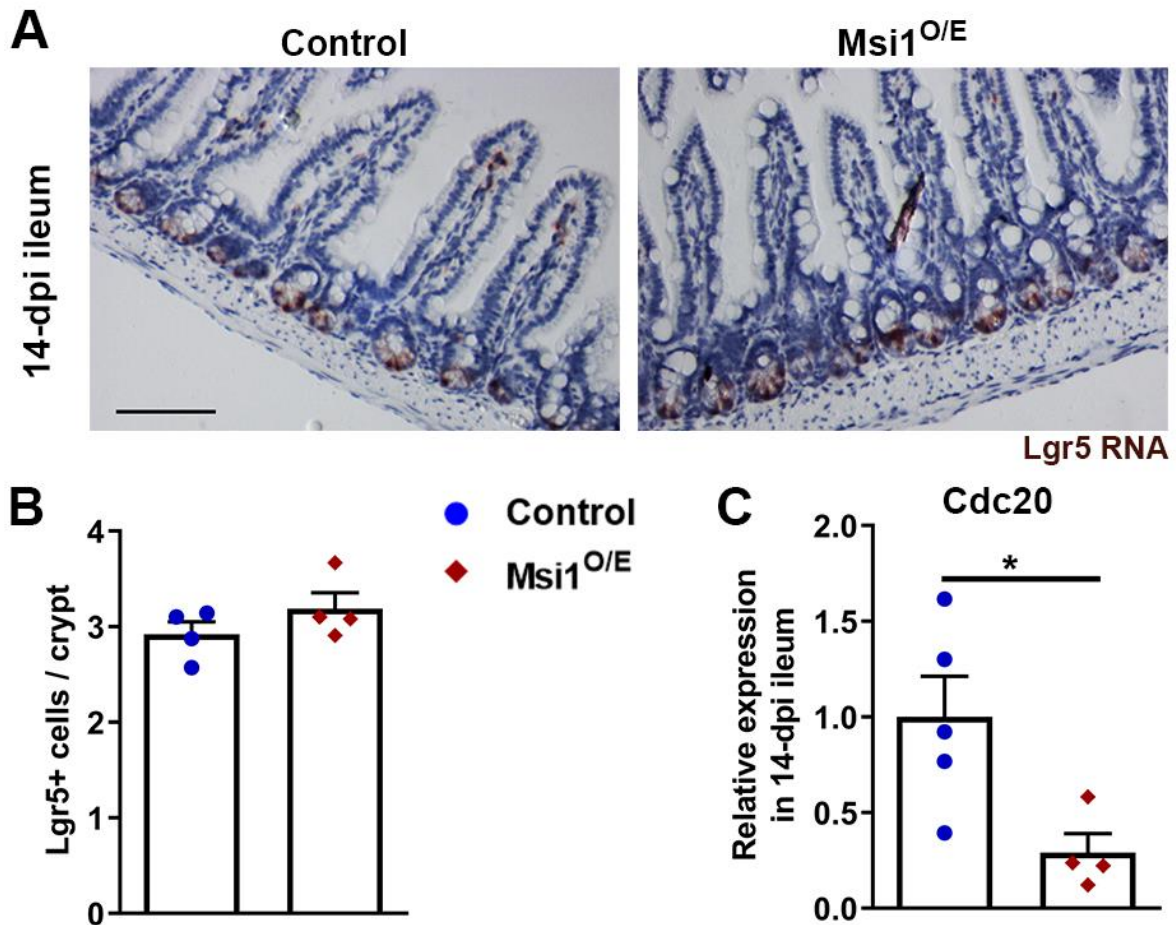 A
Control
Msi1O/E
14-dpi ileum
Lgr5 RNA
B
Control
Msi1O/E
Lgr5+ cells / crypt
4
3
2
1
0
C
Cdc20
*
Relative expression
in 14-dpi ileum
2.0
1.5
1.0
0.5
0.0